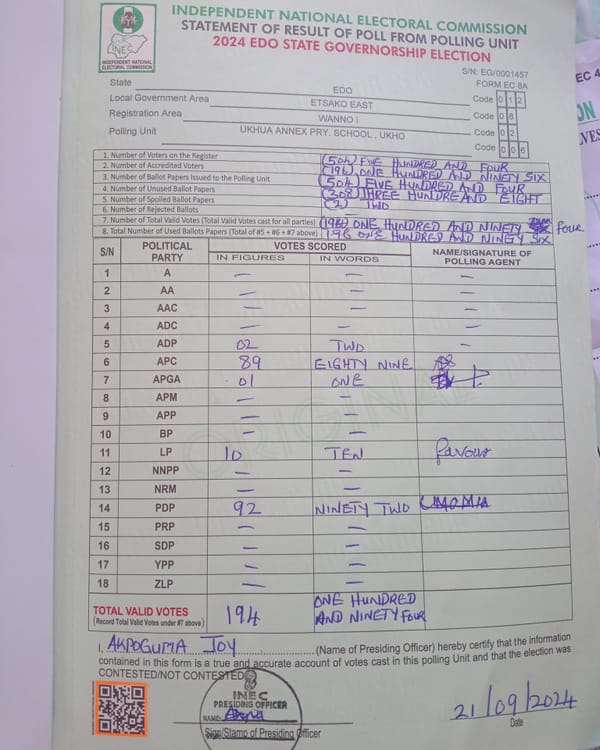 INDEPENDENT NATIONAL ELECTORAL COMMISSION
STATEMENT OF RESULT OF POLL FROM POLLING UNIT
2024 EDO STATE GOVERNORSHIP ELECTION
INEC
INDEPENDENT NATIONAL
ELECTORAL COMMISSION
S/N: EG/0001457
FORM EC 8A
EC 4
State EDO
Local Government Area ETSAKO EAST Code 0 1 2
Registration Area WANNO I Code 0 8
Polling Unit UKHUA ANNEX PRY. SCHOOL , UKHO Code 0 2
Code 0 0 6
1. Number of Voters on the Register (504) FIVE HUNDRED AND FOUR
2. Number of Accredited Voters (196) ONE HUNDRED AND NINETY SIX
3. Number of Ballot Papers Issued to the Polling Unit (504) FIVE HUNDRED AND FOUR
4. Number of Unused Ballot Papers (308) THREE HUNDRE AND EIGHT
5. Number of Spoiled Ballot Papers (2) TWO
6. Number of Rejected Ballots —
7. Number of Total Valid Votes (Total Valid Votes cast for all parties) ONE HUNDRED AND NINETY FOUR
8. Total Number of Used Ballots Papers (Total of #5 + #6 + #7 above) 196 ONE HUNDRED AND NINETY SIX
S/N POLITICAL PARTY VOTES SCORED NAME/SIGNATURE OF POLLING AGENT
IN FIGURES IN WORDS
1 A — — —
2 AA — — —
3 AAC — — —
4 ADC — — —
5 ADP 02 TWO —
6 APC 89 EIGHTY NINE
7 APGA 01 ONE
8 APM — —
9 APP — —
10 BP — —
11 LP 10 TEN favour
12 NNPP — —
13 NRM — —
14 PDP 92 NINETY TWO
15 PRP — —
16 SDP — —
17 YPP — —
18 ZLP — —
ORIGINAL
TOTAL VALID VOTES 194 ONE HUNDRED
(Record Total Valid Votes under #7 above) AND NINETY FOUR
I, AKPOGUMA JOY (Name of Presiding Officer) hereby certify that the information
contained in this form is a true and accurate account of votes cast in this polling Unit and that the election was
CONTESTED/NOT CONTESTED
INEC
PRESIDING OFFICER
NAME:
Sign/Stamp of Presiding Officer
21/09/2024
Date